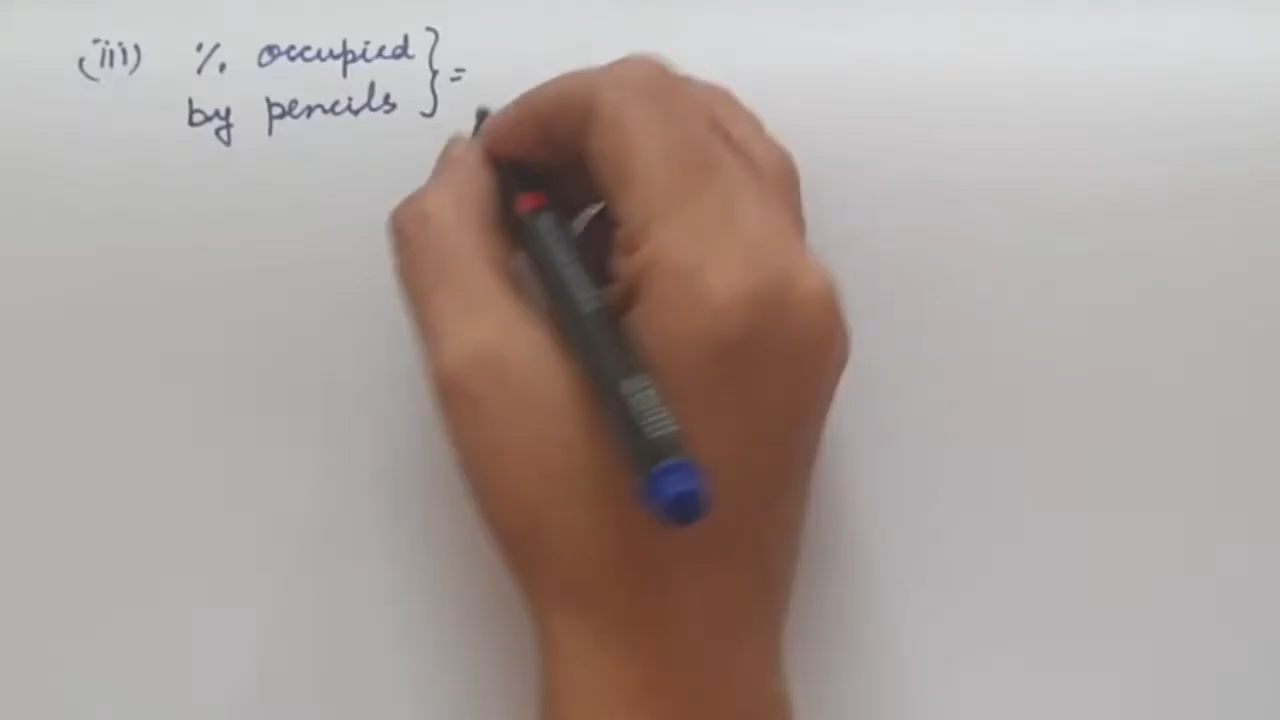 (iii) % occupied } =
by pencils